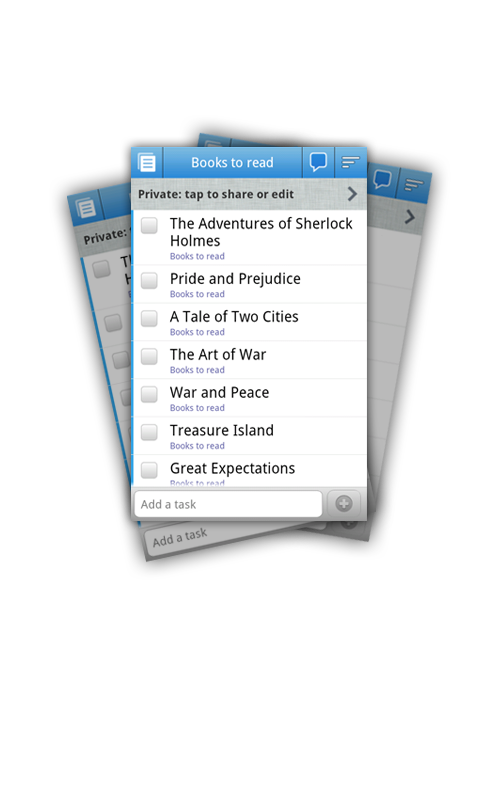 Books to read
Private: tap to share or edit
The Adventures of Sherlock
Holmes
Books to read
Pride and Prejudice
Books to read
A Tale of Two Cities
Books to read
The Art of War
Books to read
War and Peace
Books to read
Treasure Island
Books to read
Great Expectations
Books to read
Add a task
Private:
Add a task